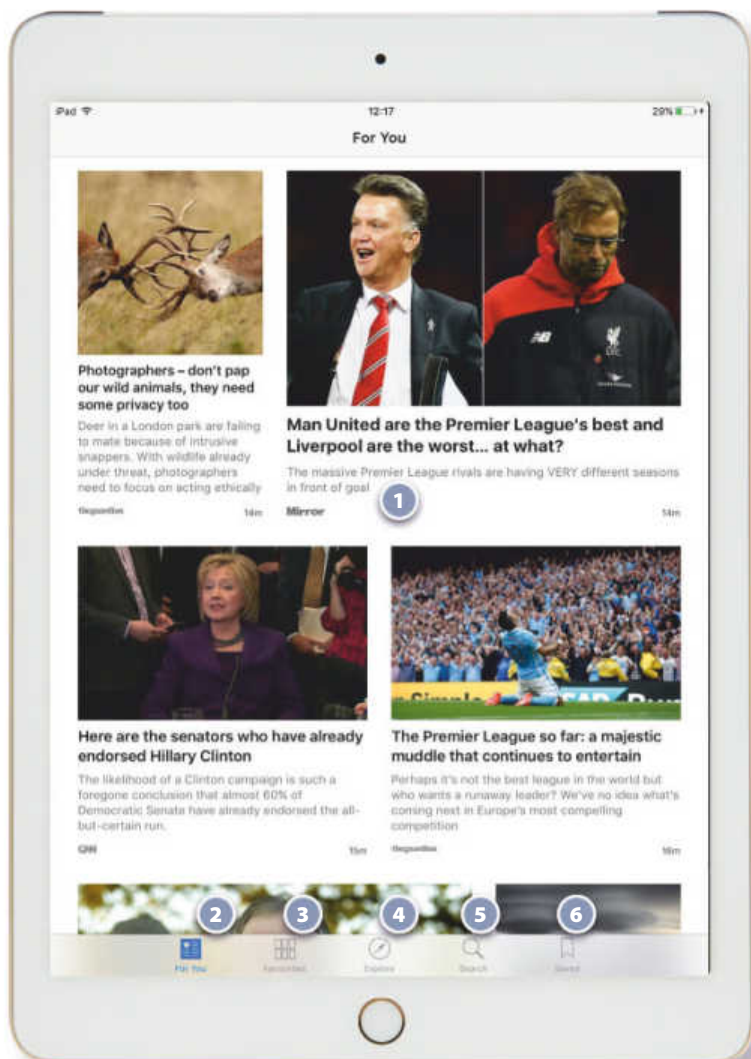 iPad
12:17
29%
For You
Photographers – don't pap
our wild animals, they need
some privacy too
Deer in a London park are failing
to mate because of intrusive
snappers. With wildlife already
under threat, photographers
need to focus on acting ethically
theguardian
14m
Man United are the Premier League's best and
Liverpool are the worst... at what?
The massive Premier League rivals are having VERY different seasons
in front of goal
Mirror
14m
1
Here are the senators who have already
endorsed Hillary Clinton
The likelihood of a Clinton campaign is such a
foregone conclusion that almost 60% of
Democratic Senate have already endorsed the all-
but-certain run.
CNN
15m
The Premier League so far: a majestic
muddle that continues to entertain
Perhaps it's not the best league in the world but
who wants a runaway leader? We've no idea what's
coming next in Europe's most compelling
competition
theguardian
16m
2
3
4
5
6
For You
Favourites
Explore
Search
Saved